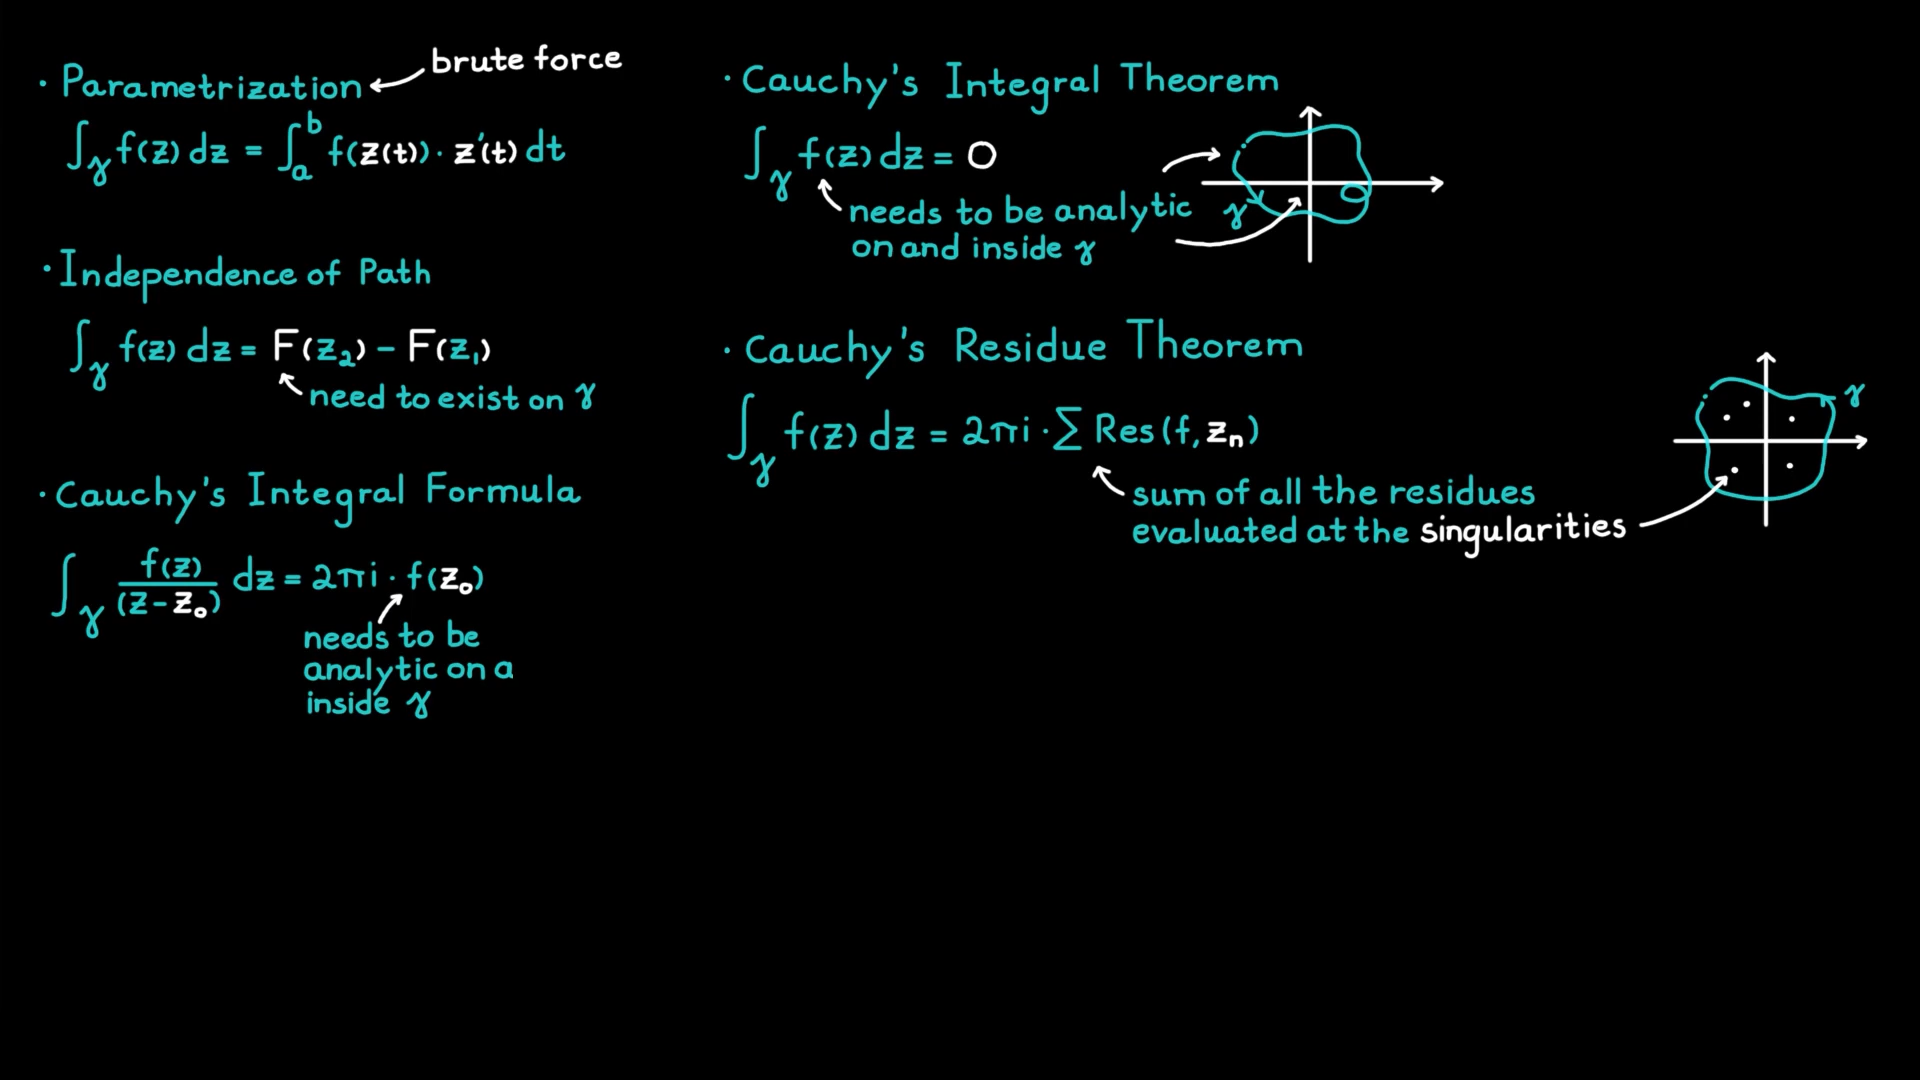 · Parametrization
brute force
∫γ f(z) dz = ∫ₐᵇ f(z(t)) · z'(t) dt
· Independence of Path
∫γ f(z) dz = F(z₂) − F(z₁)
need to exist on γ
· Cauchy's Integral Formula
∫γ f(z)/(z−z₀) dz = 2πi · f(z₀)
needs to be
analytic on a
inside γ
· Cauchy's Integral Theorem
∫γ f(z) dz = 0
needs to be analytic
on and inside γ
γ
· Cauchy's Residue Theorem
∫γ f(z) dz = 2πi · Σ Res(f, zₙ)
sum of all the residues
evaluated at the singularities
γ